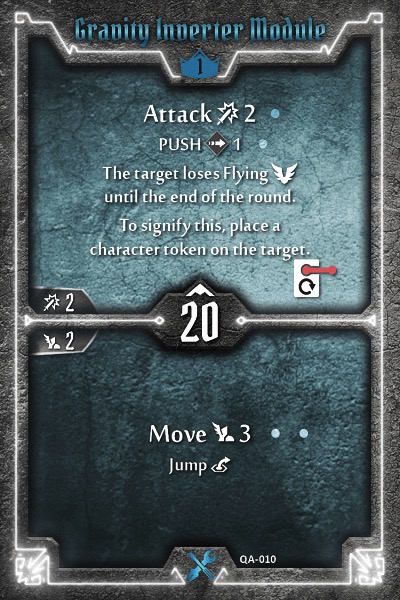 Gravity Inverter Module
1
Attack 2
PUSH 1
The target loses Flying
until the end of the round.
To signify this, place a
character token on the target.
2
20
2
Move 3
Jump
QA-010